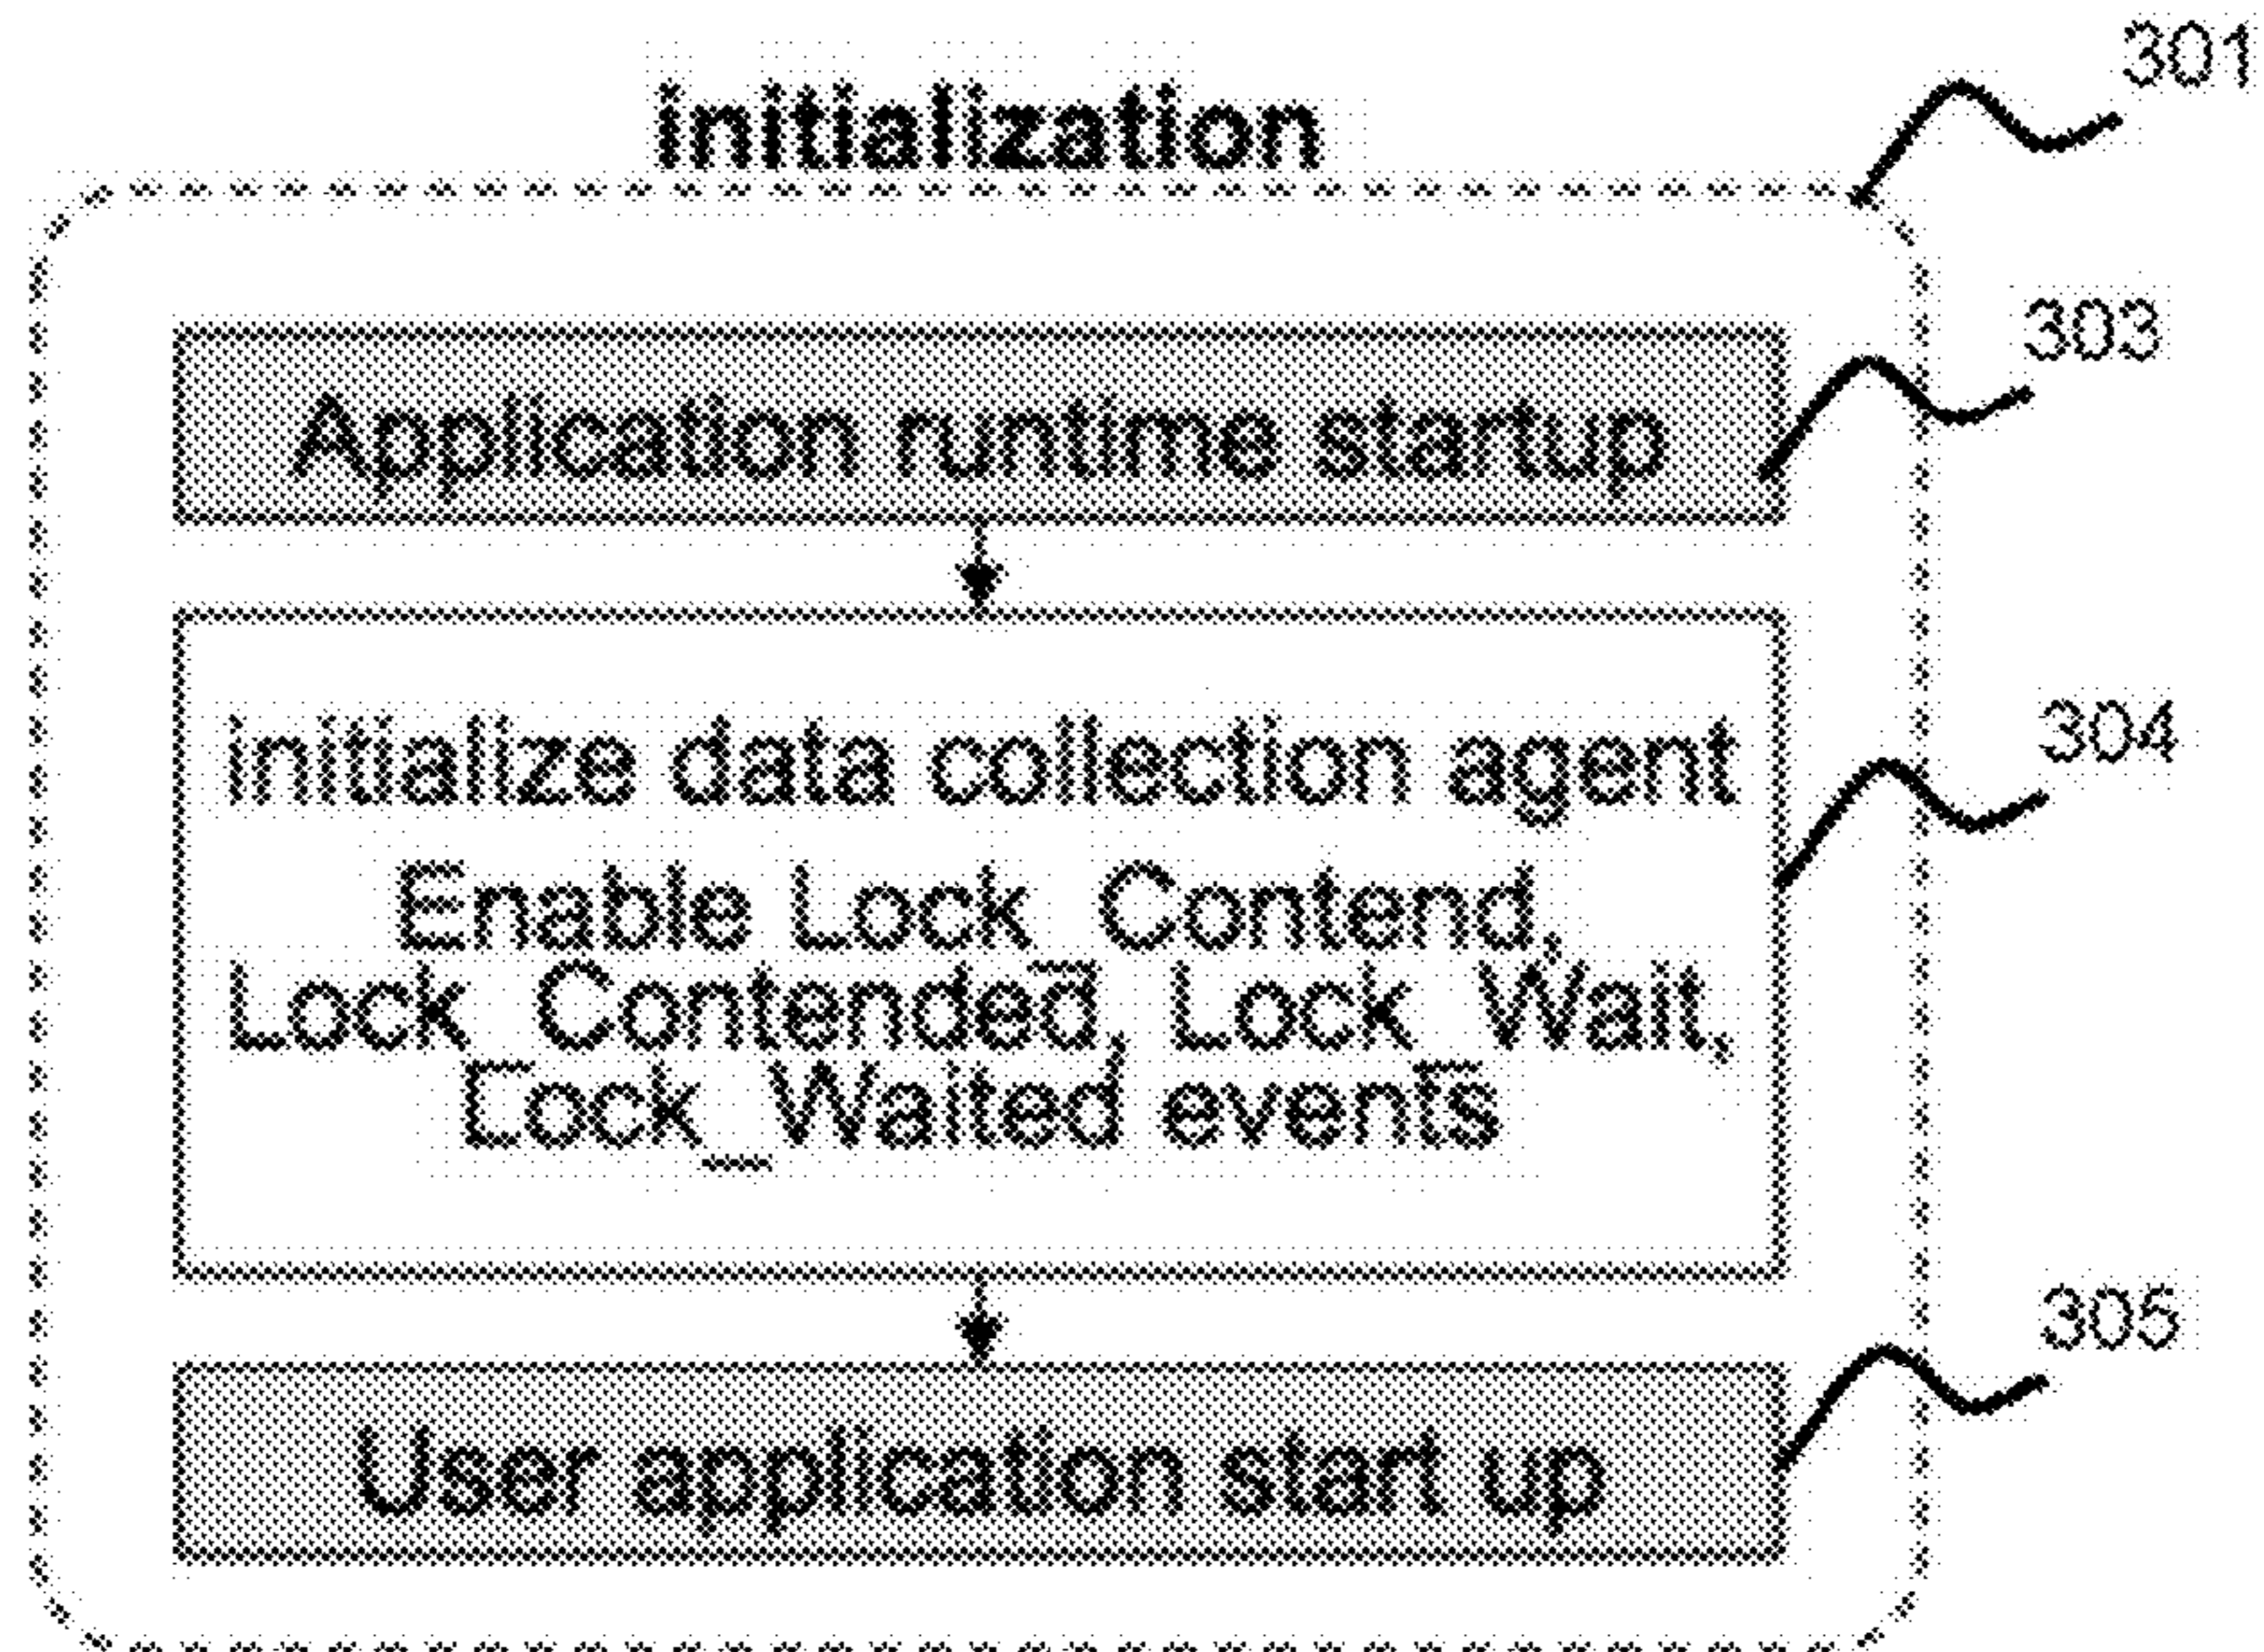 initialization
301
Application runtime startup
303
initialize data collection agent
Enable Lock_Contend,
Lock_Contended, Lock_Wait,
Lock_Waited events
304
User application start up
305